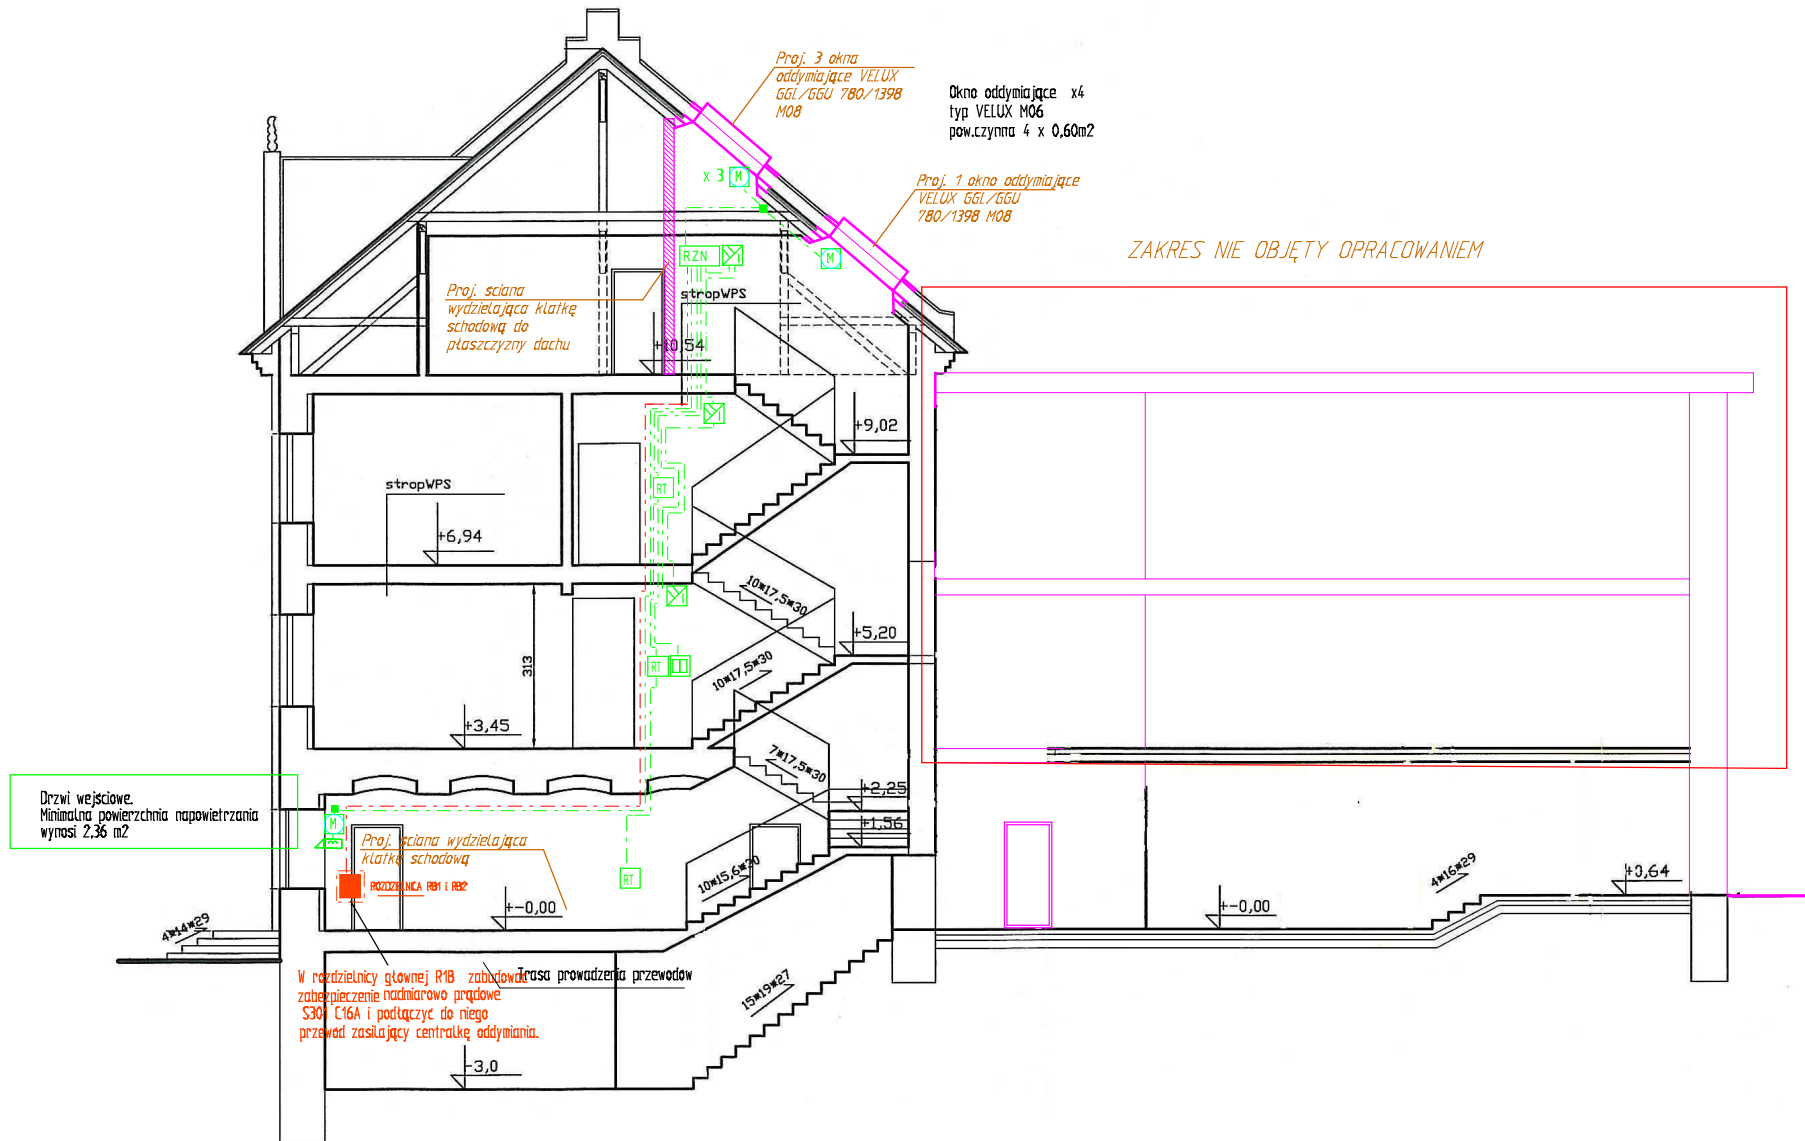 Proj. 3 okna
oddymiające VELUX
GGL/GGU 780/1398
M08
Okno oddymiające x4
typ VELUX M06
pow.czynna 4 x 0,60m2
x 3 M
Proj. 1 okno oddymiające
VELUX GGL/GGU
780/1398 M08
ZAKRES NIE OBJĘTY OPRACOWANIEM
RZN
M
Proj. ściana
wydzielająca klatkę
schodową do
płaszczyzny dachu
stropWPS
+10,54
+9,02
stropWPS
RT
+6,94
10*17,5*30
+5,20
313
RT
10*17,5*30
+3,45
7*17,5*30
+2,25
Drzwi wejściowe.
Minimalna powierzchnia napowietrzania
wynosi 2,36 m2
M
+1,56
Proj. ściana wydzielająca
klatkę schodową
RT
10*15,6*30
4*16*29
+0,64
ROZDZIELNICA RB1 i RB2
+-0,00
+-0,00
4*14*29
Trasa prowadzenia przewodów
W rozdzielnicy głownej R1B zabudować
zabezpieczenie nadmiarowo prądowe
S301 C16A i podłączyć do niego
przewód zasilający centralkę oddymiania.
15*19*27
-3,0